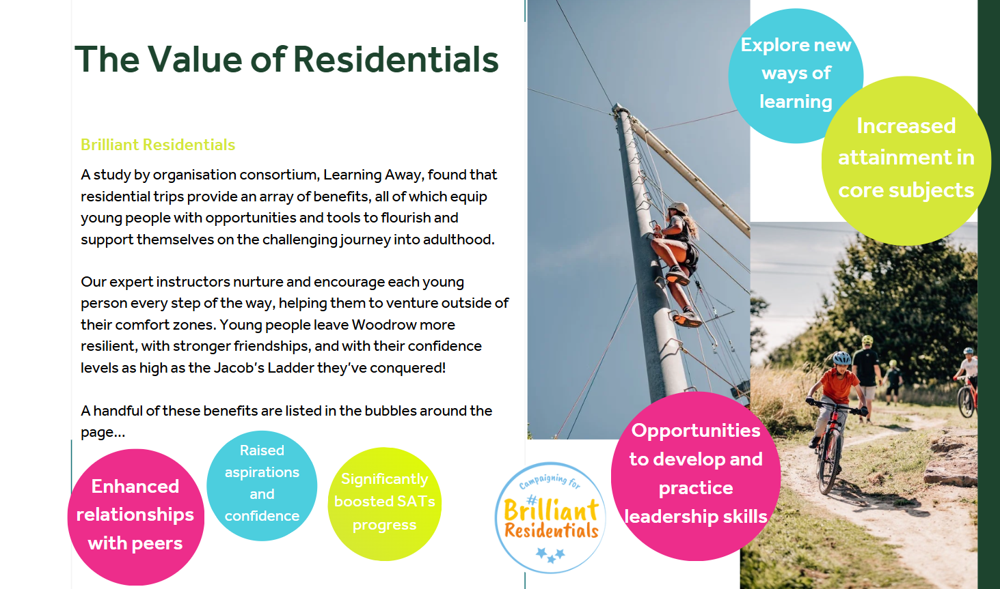 The Value of Residentials
Brilliant Residentials
A study by organisation consortium, Learning Away, found that
residential trips provide an array of benefits, all of which equip
young people with opportunities and tools to flourish and
support themselves on the challenging journey into adulthood.
Our expert instructors nurture and encourage each young
person every step of the way, helping them to venture outside of
their comfort zones. Young people leave Woodrow more
resilient, with stronger friendships, and with their confidence
levels as high as the Jacob's Ladder they've conquered!
A handful of these benefits are listed in the bubbles around the
page...
Enhanced
relationships
with peers
Raised
aspirations
and
confidence
Significantly
boosted SATs
progress
Campaigning for
#Brilliant
Residentials
Opportunities
to develop and
practice
leadership skills
Explore new
ways of
learning
Increased
attainment in
core subjects